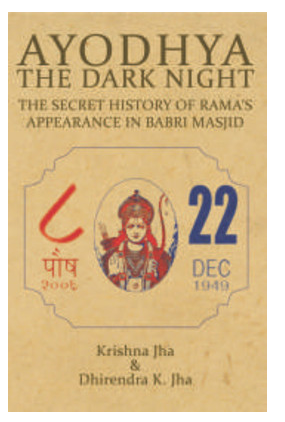 AYODHYA
THE DARK NIGHT
THE SECRET HISTORY OF RAMA'S
APPEARANCE IN BABRI MASJID
८ 22
पौष DEC
२००६ 1949
Krishna Jha
&
Dhirendra K. Jha